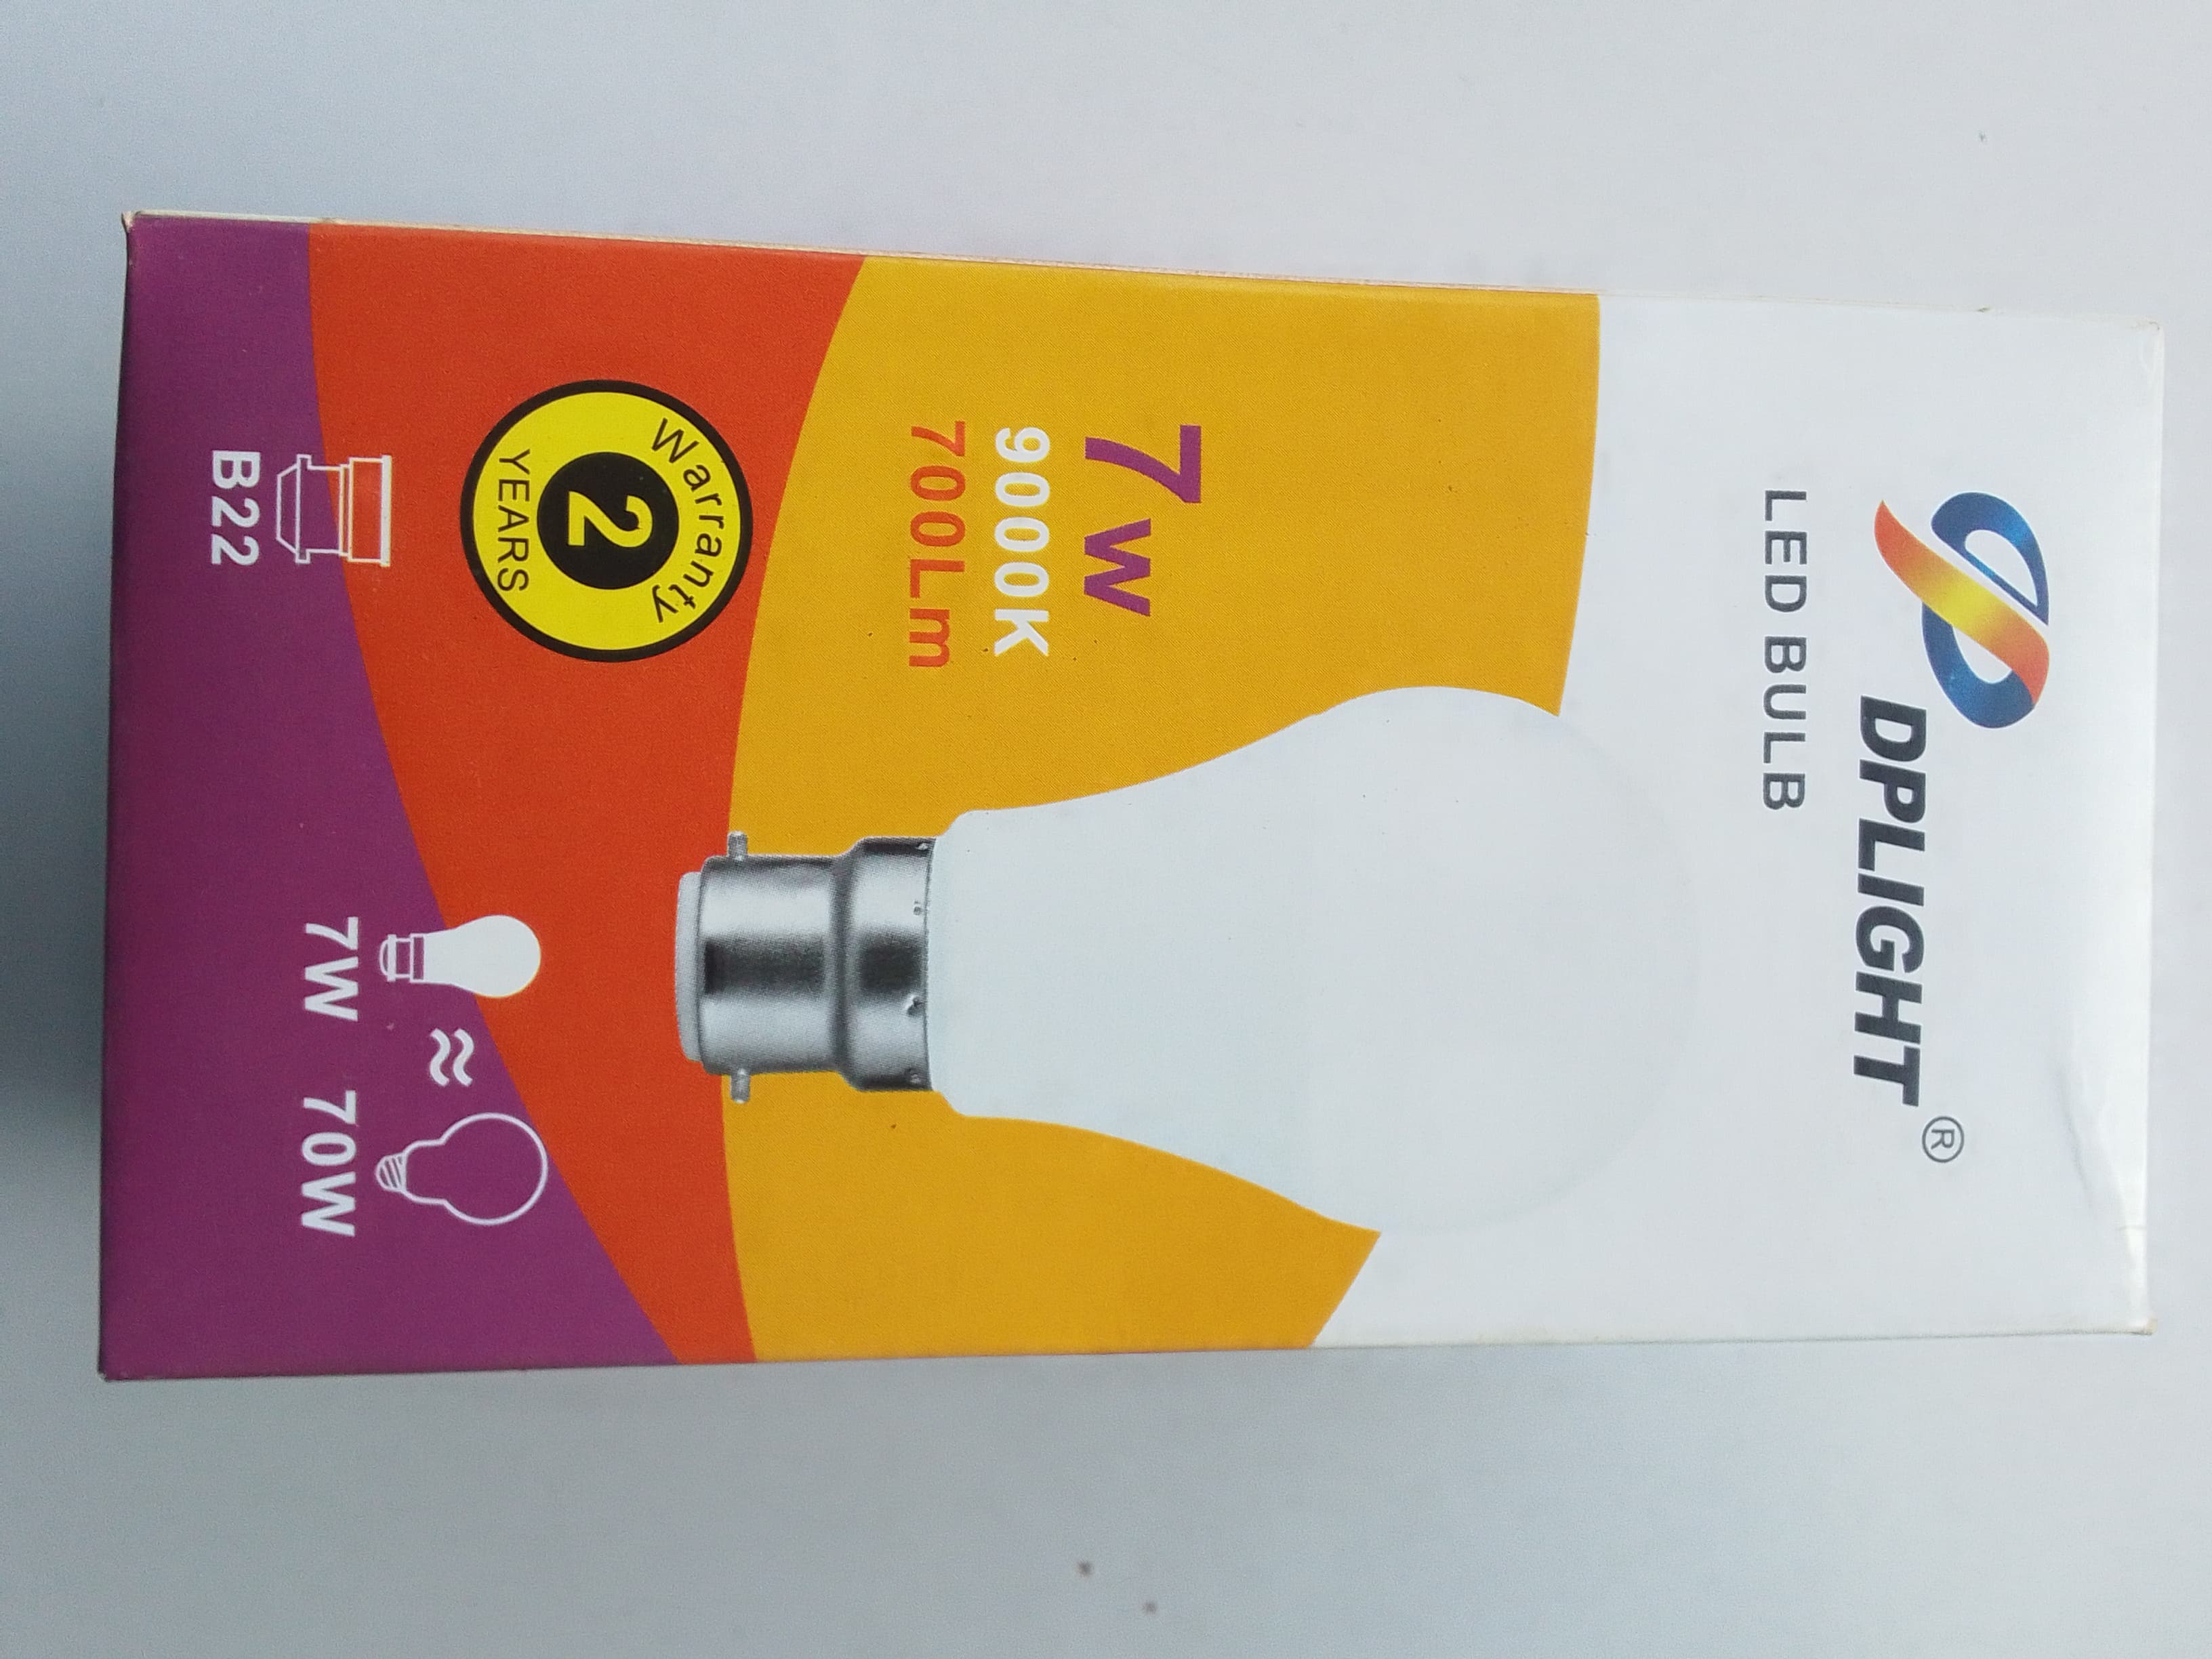 DPLIGHT®
LED BULB
7W
9000K
700Lm
Warranty
2
YEARS
B22
7W ≈ 70W